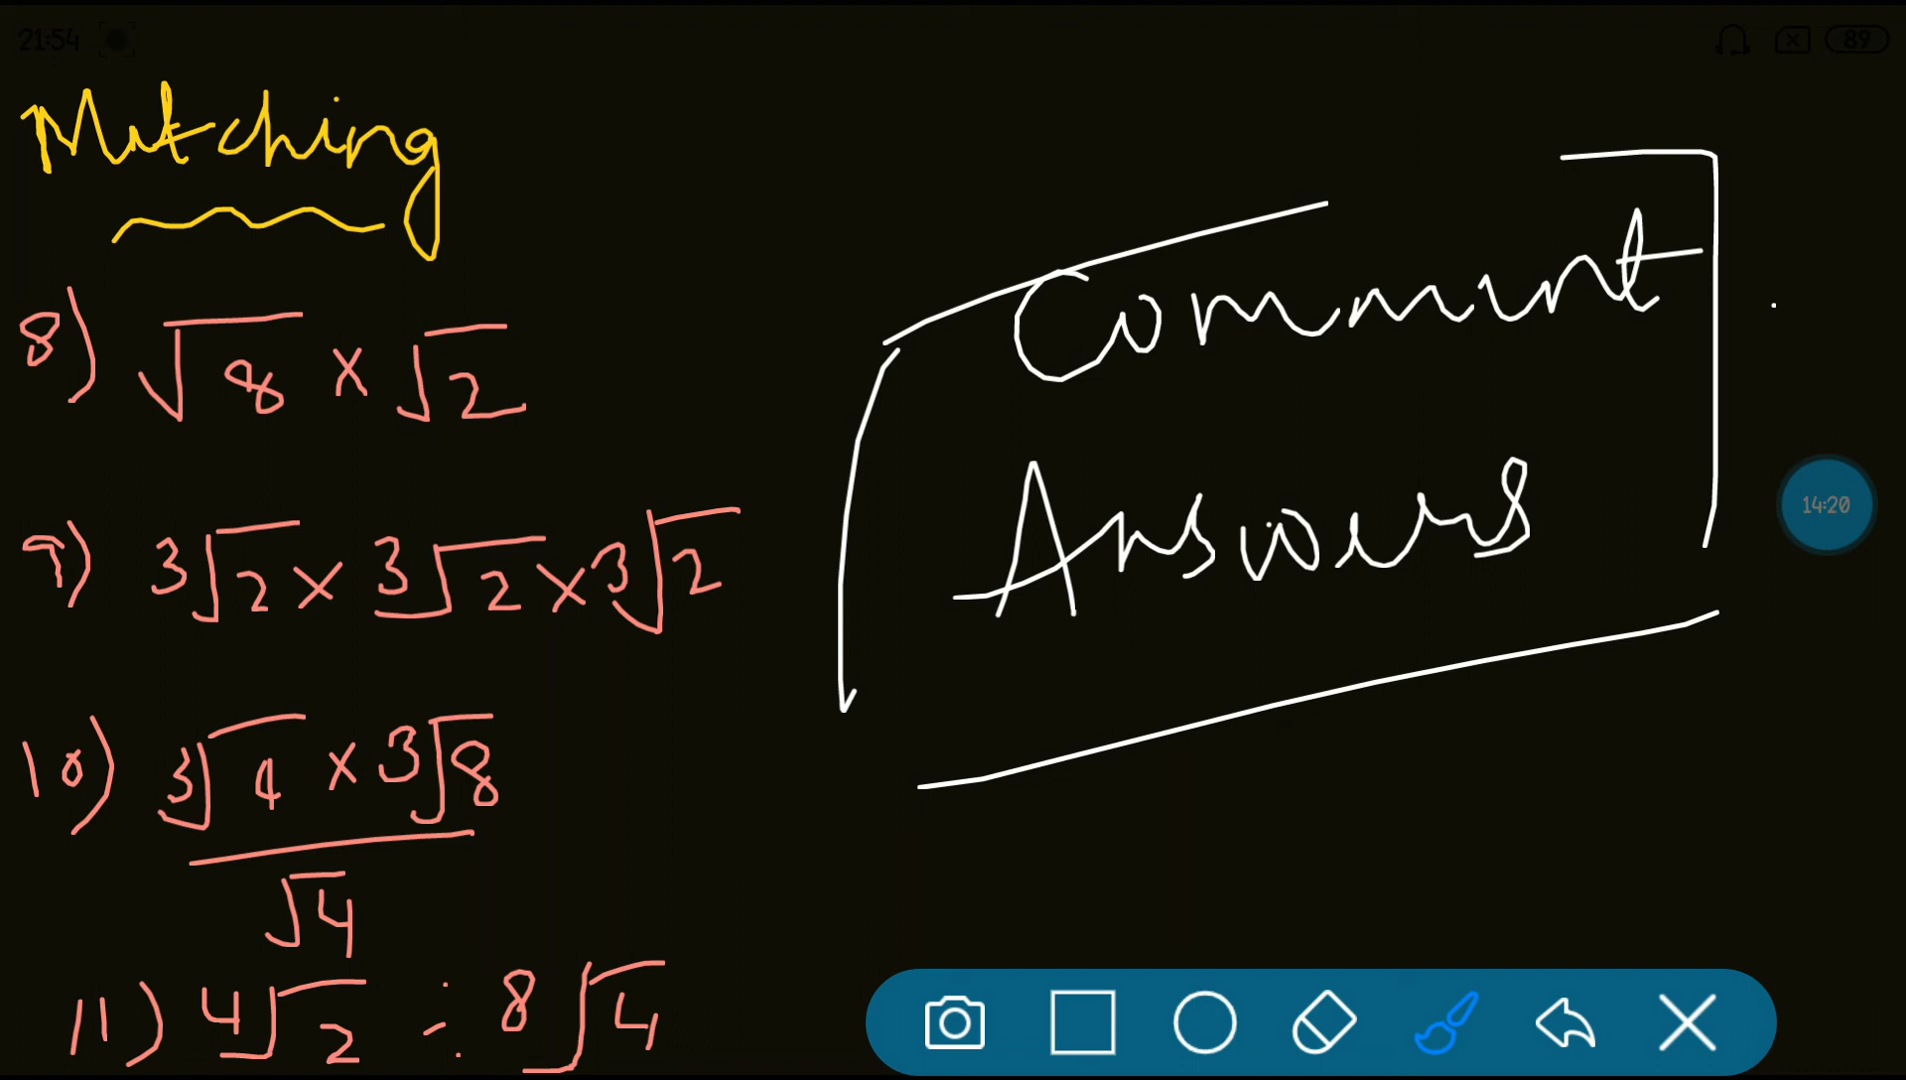 21:54
89
Matching
Comment
8) √8 × √2
Answers
14:20
9) ³√2 × ³√2 × ³√2
10) ³√4 × ³√8
√4
11) ⁴√2 ÷ ⁸√4